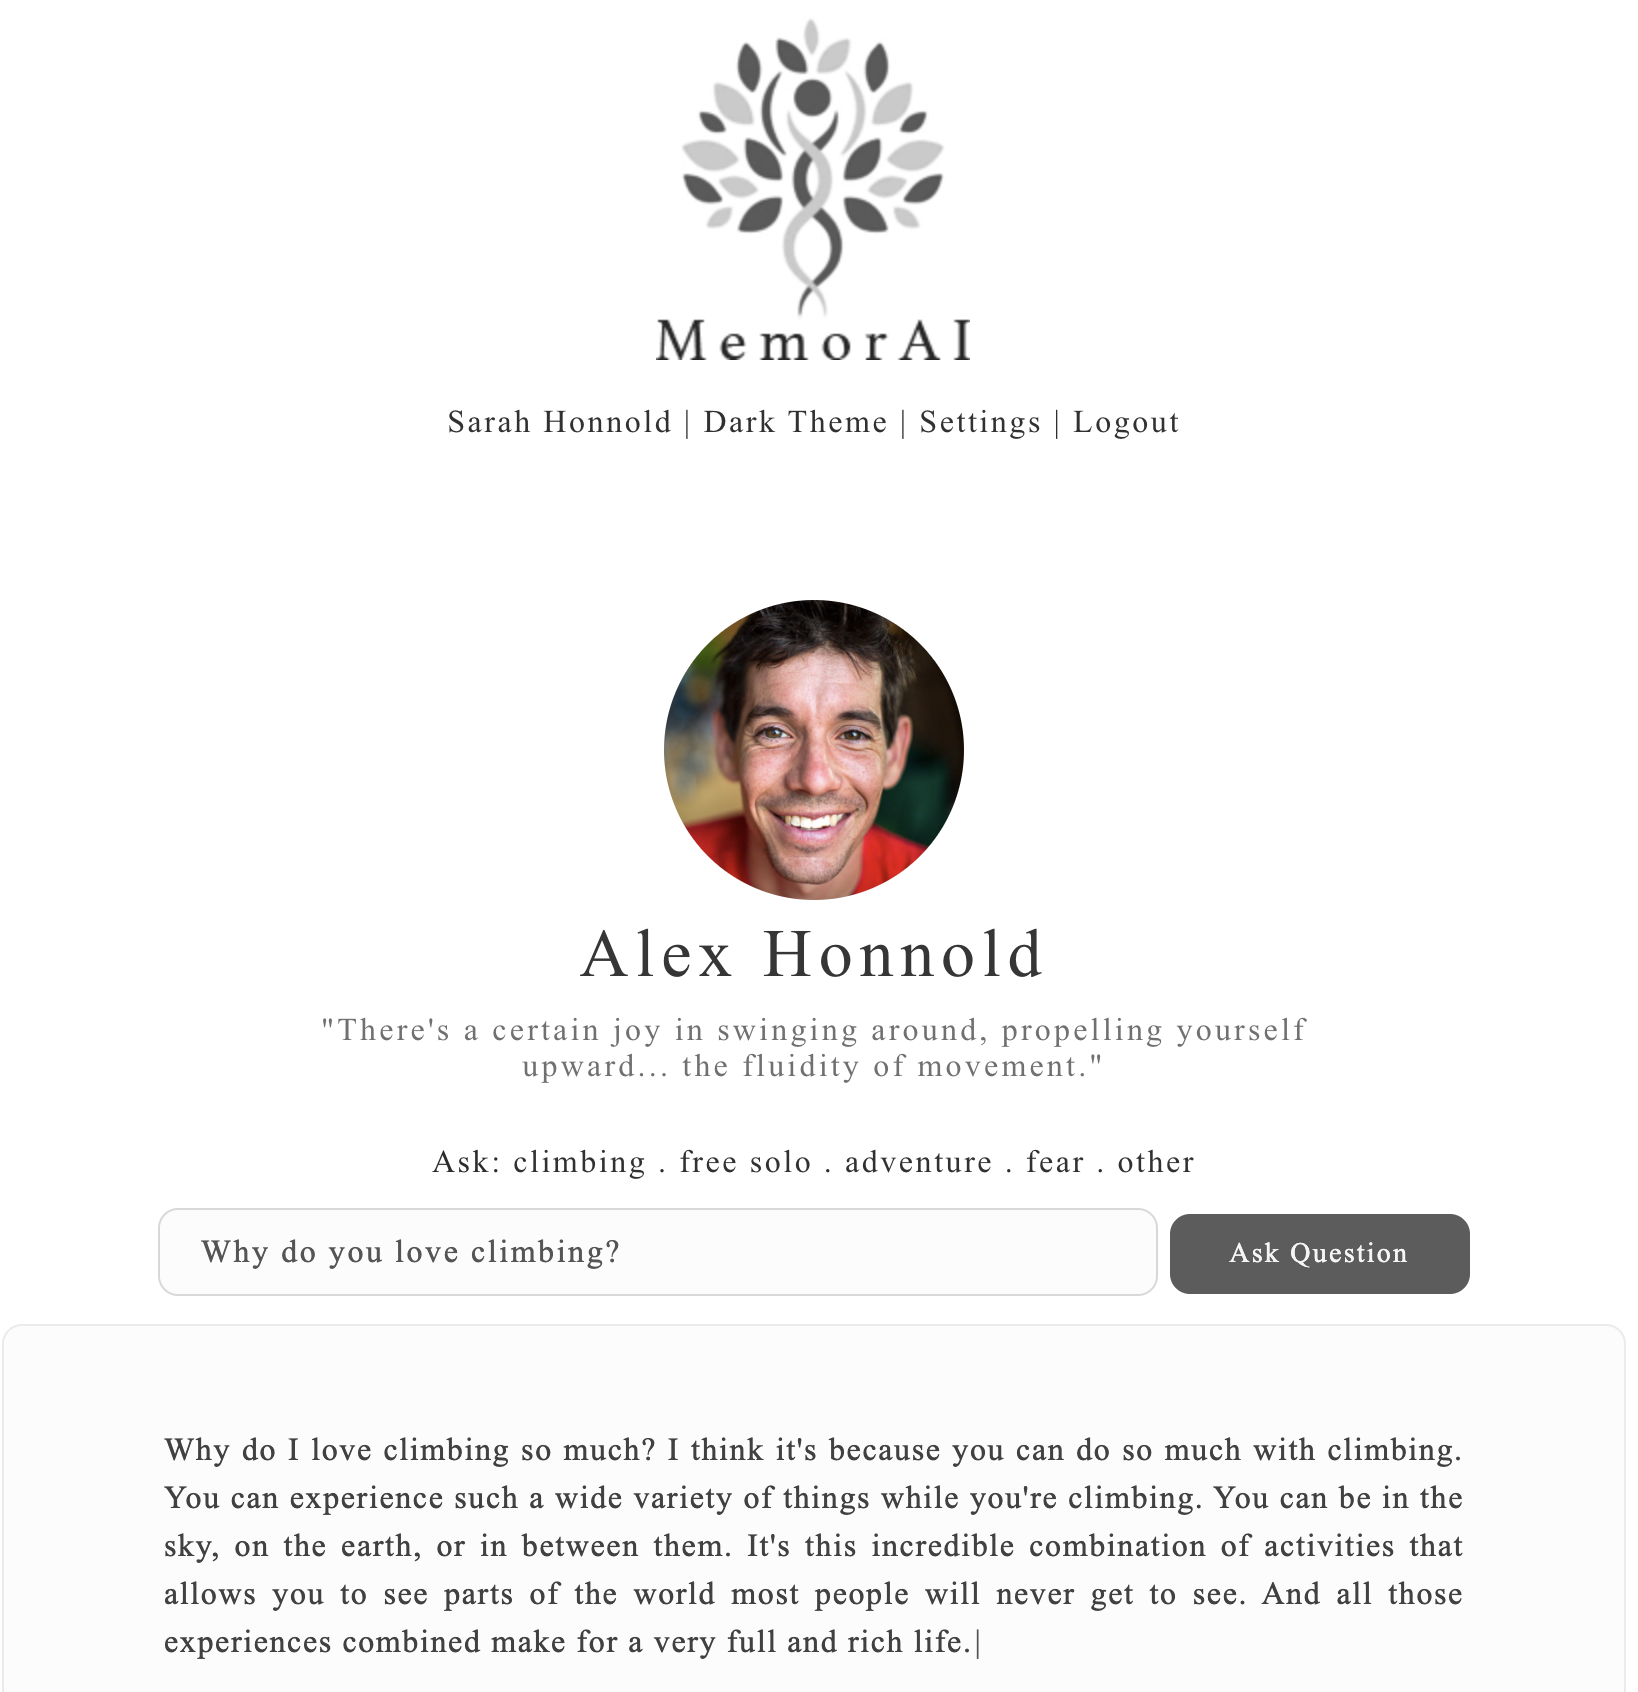 MemorAI
Sarah Honnold | Dark Theme | Settings | Logout
Alex Honnold
"There's a certain joy in swinging around, propelling yourself
upward... the fluidity of movement."
Ask: climbing . free solo . adventure . fear . other
Why do you love climbing?
Ask Question
Why do I love climbing so much? I think it's because you can do so much with climbing.
You can experience such a wide variety of things while you're climbing. You can be in the
sky, on the earth, or in between them. It's this incredible combination of activities that
allows you to see parts of the world most people will never get to see. And all those
experiences combined make for a very full and rich life.|